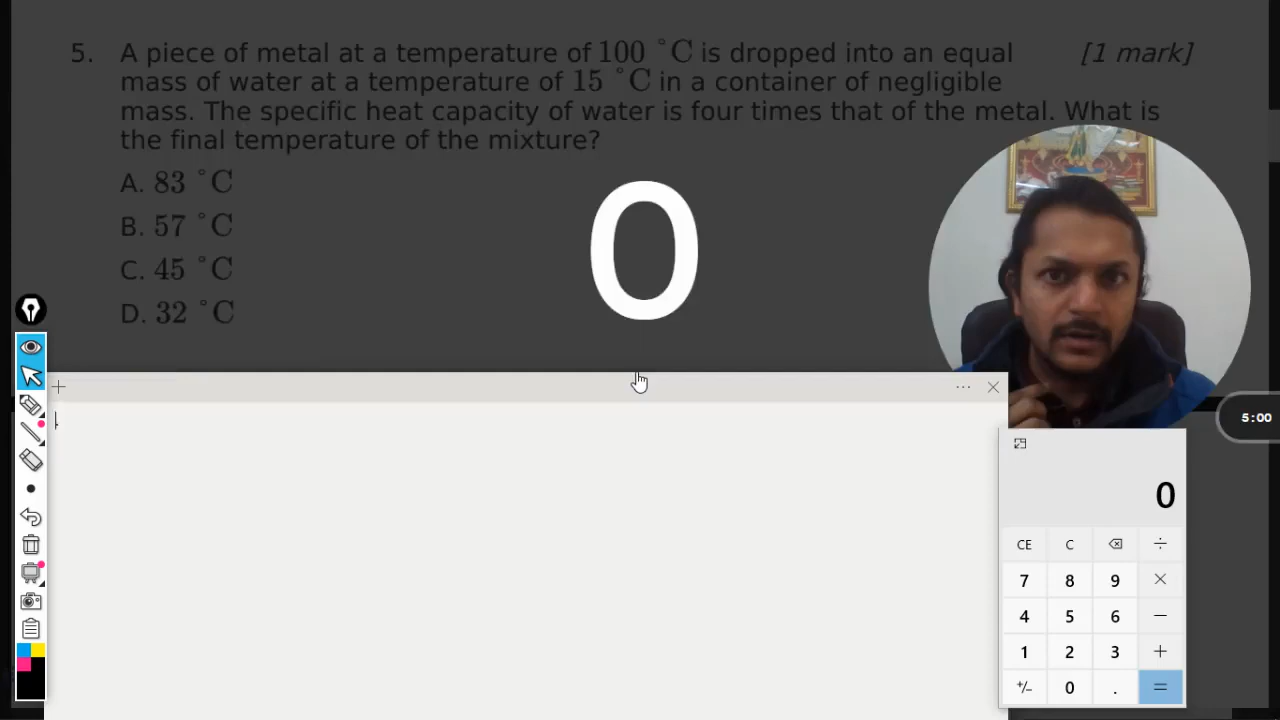 5. A piece of metal at a temperature of 100 °C is dropped into an equal [1 mark]
mass of water at a temperature of 15 °C in a container of negligible
mass. The specific heat capacity of water is four times that of the metal. What is
the final temperature of the mixture?
A. 83 °C
B. 57 °C
C. 45 °C
D. 32 °C
0
5:00
0
CE C ÷
7 8 9 ×
4 5 6 −
1 2 3 +
+/− 0 . =